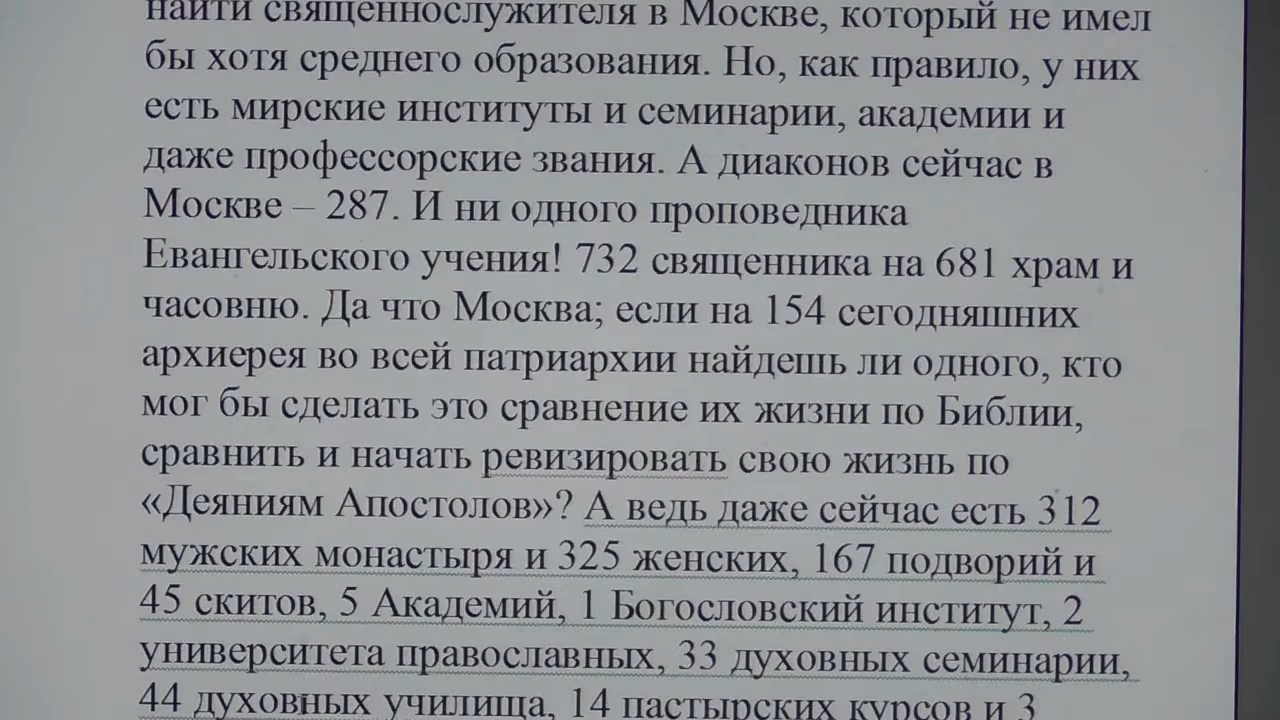 найти священнослужителя в Москве, который не имел
бы хотя среднего образования. Но, как правило, у них
есть мирские институты и семинарии, академии и
даже профессорские звания. А диаконов сейчас в
Москве – 287. И ни одного проповедника
Евангельского учения! 732 священника на 681 храм и
часовню. Да что Москва; если на 154 сегодняшних
архиерея во всей патриархии найдешь ли одного, кто
мог бы сделать это сравнение их жизни по Библии,
сравнить и начать ревизировать свою жизнь по
«Деяниям Апостолов»? А ведь даже сейчас есть 312
мужских монастыря и 325 женских, 167 подворий и
45 скитов, 5 Академий, 1 Богословский институт, 2
университета православных, 33 духовных семинарии,
44 духовных училища, 14 пастырских курсов и 3